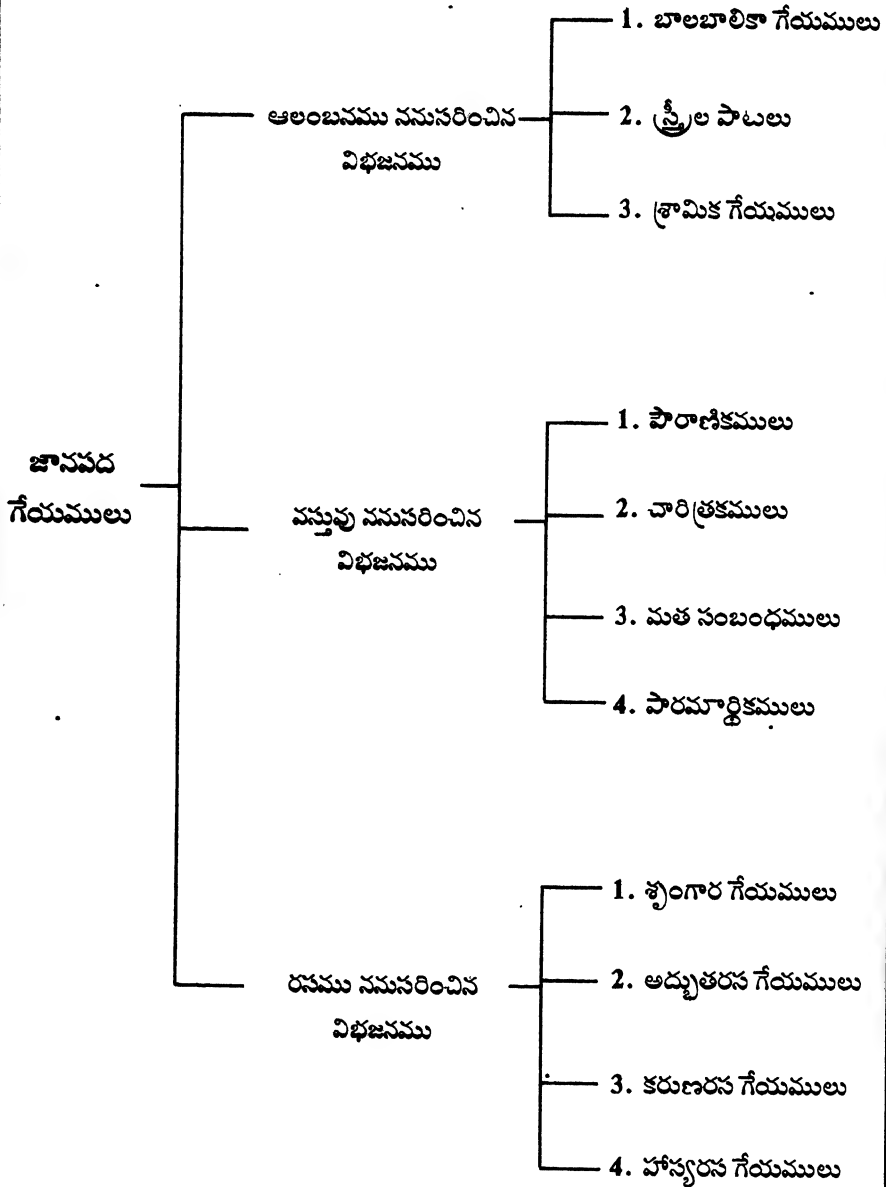 జానపద
గేయములు
ఆలంబనము ననుసరించిన
విభజనము
1. బాలబాలికా గేయములు
2. స్త్రీల పాటలు
3. శ్రామిక గేయములు
వస్తువు ననుసరించిన
విభజనము
1. పౌరాణికములు
2. చారిత్రకములు
3. మత సంబంధములు
4. పారమార్థికములు
రసము ననుసరించిన
విభజనము
1. శృంగార గేయములు
2. అద్భుతరస గేయములు
3. కరుణరస గేయములు
4. హాస్యరస గేయములు